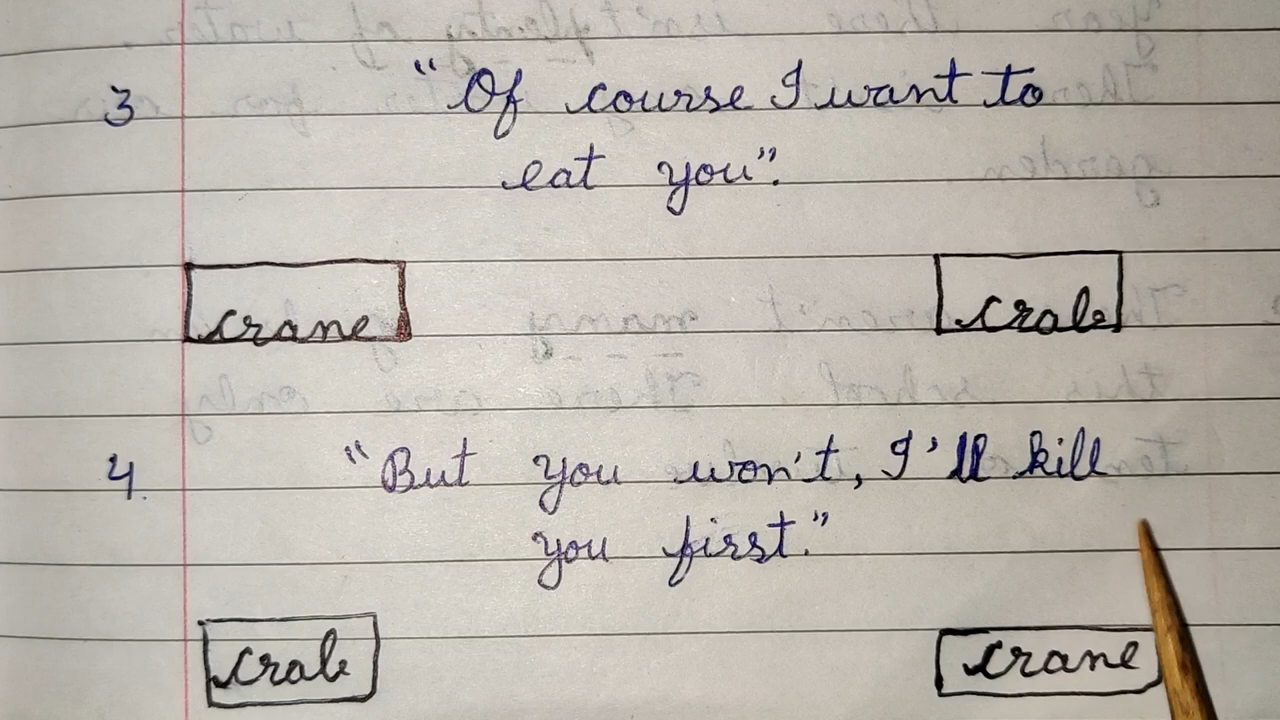 3 "Of course I want to
eat you".
crane crab
4. "But you won't, I'll kill
you first."
crab crane